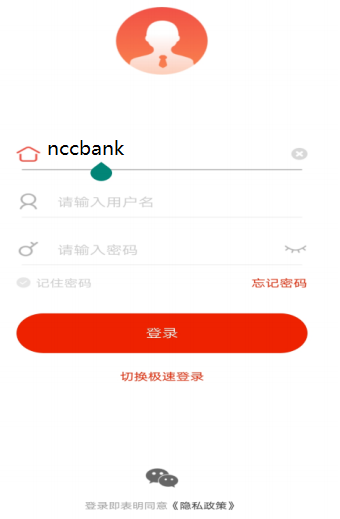 nccbank
请输入用户名
请输入密码
记住密码 忘记密码
登录
切换极速登录
登录即表明同意《隐私政策》